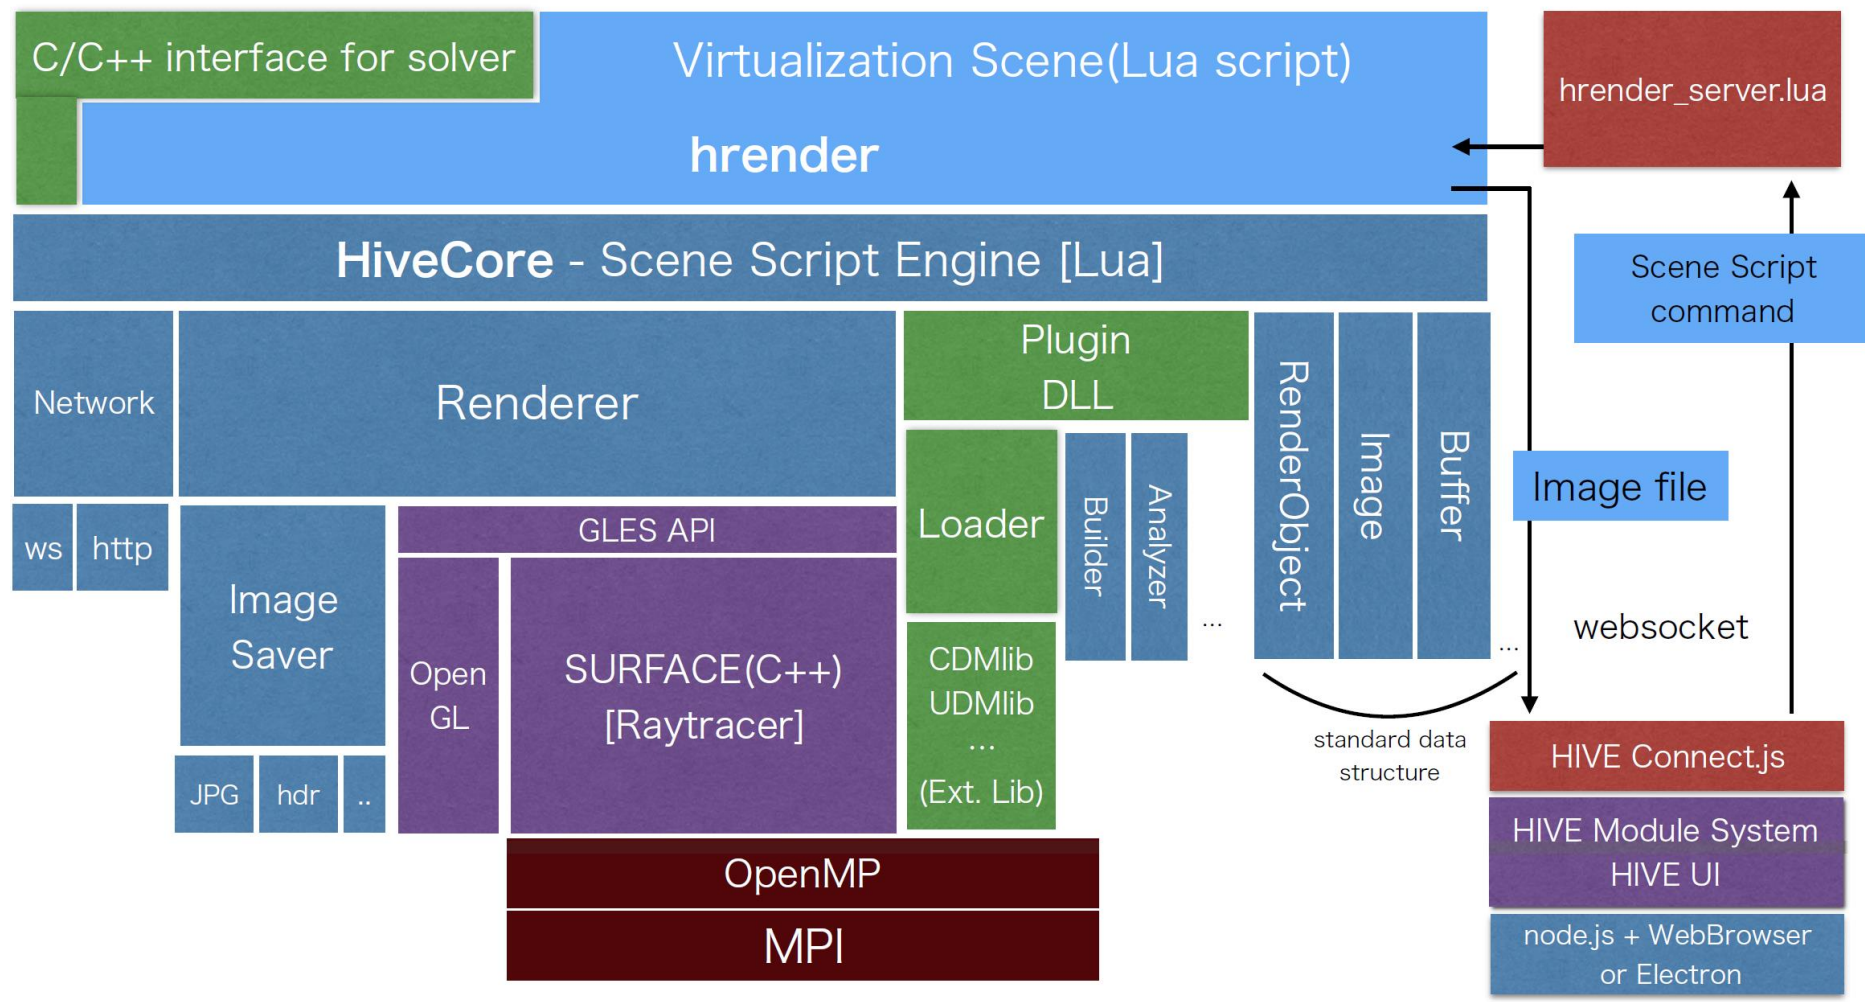 C/C++ interface for solver
Virtualization Scene(Lua script)
hrender
hrender_server.lua
HiveCore - Scene Script Engine [Lua]
Scene Script
command
Network
Renderer
Plugin
DLL
RenderObject
Image
Buffer
...
ws
http
Image
Saver
GLES API
Open
GL
SURFACE(C++)
[Raytracer]
Loader
Builder
Analyzer
...
CDMlib
UDMlib
...
(Ext. Lib)
Image file
websocket
standard data
structure
JPG
hdr
..
OpenMP
MPI
HIVE Connect.js
HIVE Module System
HIVE UI
node.js + WebBrowser
or Electron